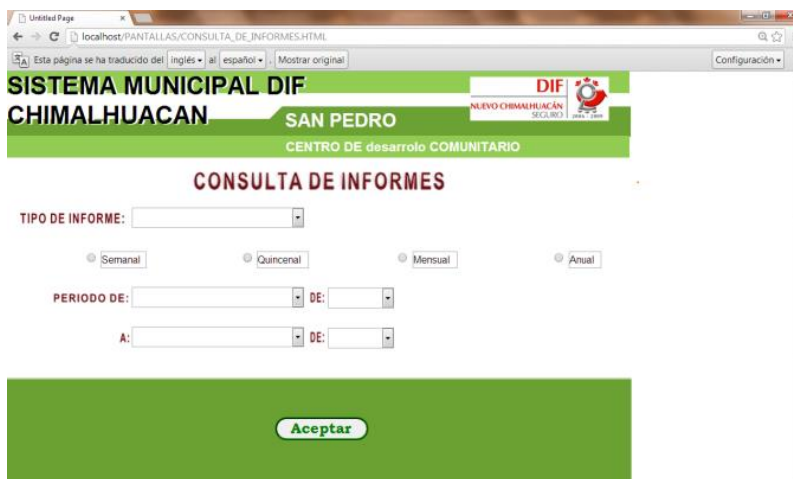 Untitled Page
localhost/PANTALLAS/CONSULTA_DE_INFORMES.HTML
Esta página se ha traducido del inglés al español . Mostrar original Configuración
SISTEMA MUNICIPAL DIF
CHIMALHUACAN
DIF
NUEVO CHIMALHUACÁN
SEGURO
2006 - 2009
SAN PEDRO
CENTRO DE desarrolo COMUNITARIO
CONSULTA DE INFORMES
TIPO DE INFORME:
Semanal Quincenal Mensual Anual
PERIODO DE: DE:
A: DE:
Aceptar